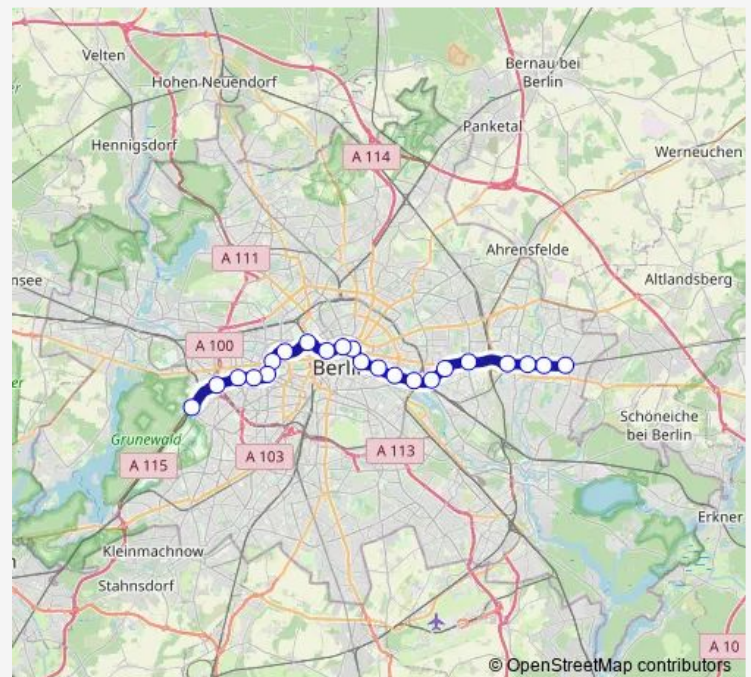 Velten
Bernau bei
Berlin
Hohen Neuendorf
Panketal
Hennigsdorf
A 114
Werneuchen
Ahrensfelde
A 111
nsee
Altlandsberg
A 100
Berli
Schöneiche
bei Berlin
Grunewald
A 115
A 103
A 113
Erkner
Kleinmachnow
Stahnsdorf
A 10
© OpenStreetMap contributors